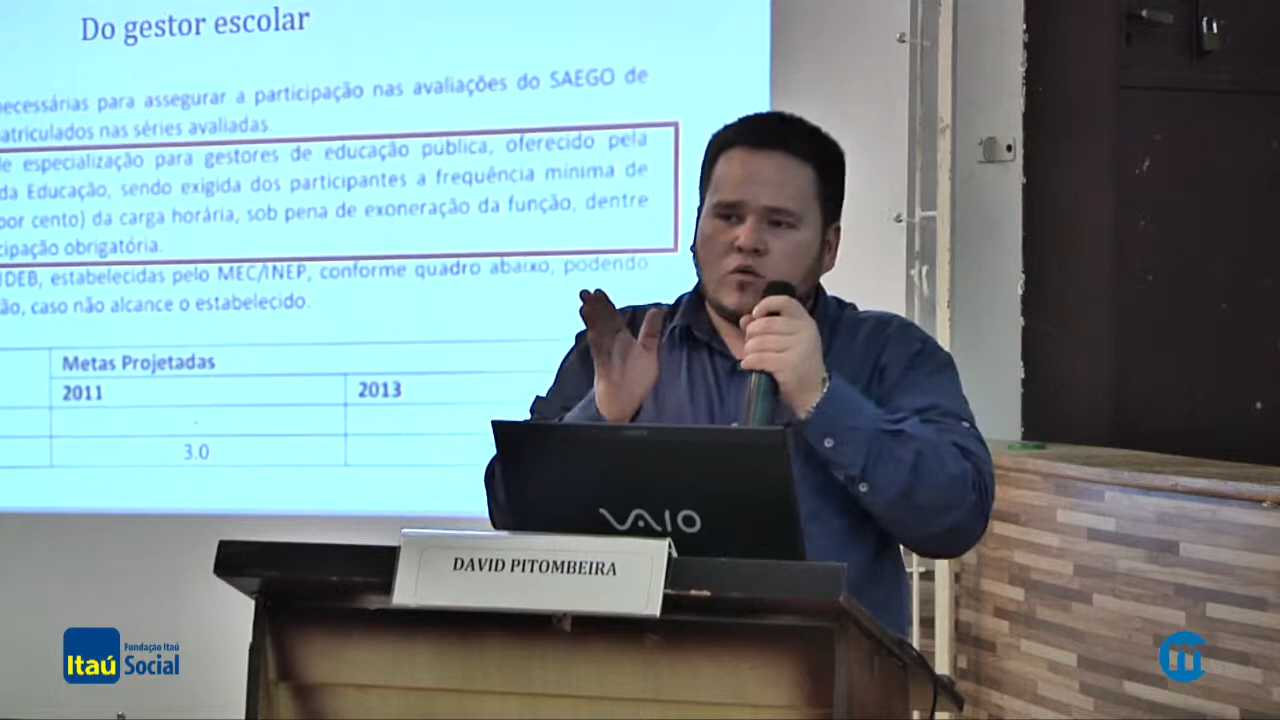 Do gestor escolar
necessárias para assegurar a participação nas avaliações do SAEGO de
atriculados nas séries avaliadas.
de especialização para gestores de educação pública, oferecido pela
da Educação, sendo exigida dos participantes a frequência mínima de
por cento) da carga horária, sob pena de exoneração da função, dentre
cipação obrigatória.
IDEB, estabelecidas pelo MEC/INEP, conforme quadro abaixo, podendo
ão, caso não alcance o estabelecido.
Metas Projetadas
2011 2013
-
3.0
VAIO
DAVID PITOMBEIRA
Itaú Fundação Itaú
Social
m